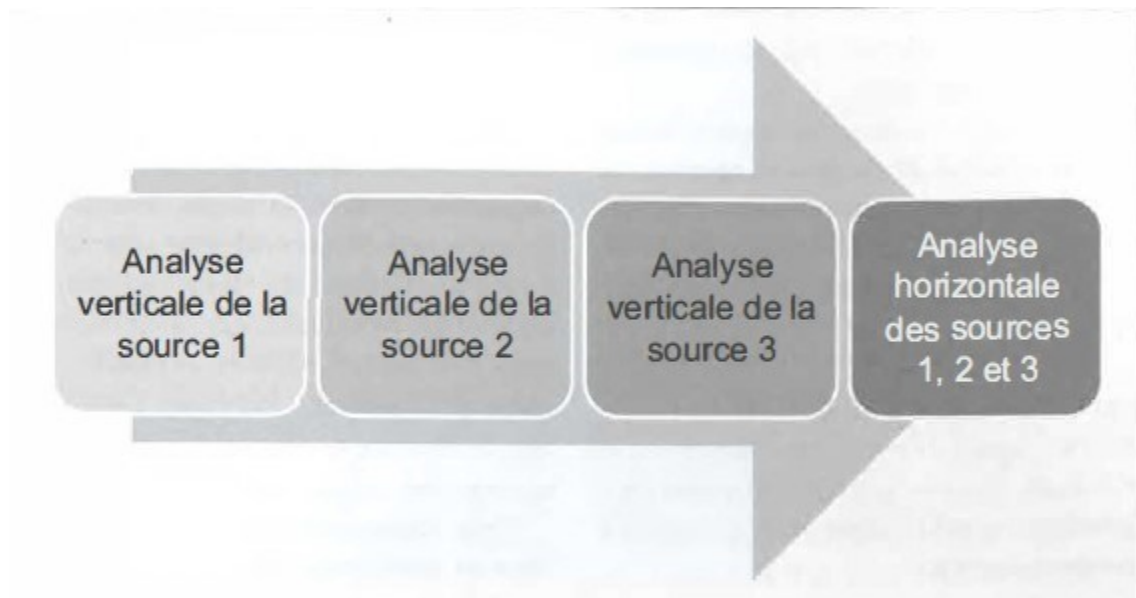 Analyse
verticale de la
source 1
Analyse
verticale de la
source 2
Analyse
verticale de la
source 3
Analyse
horizontale
des sources
1, 2 et 3